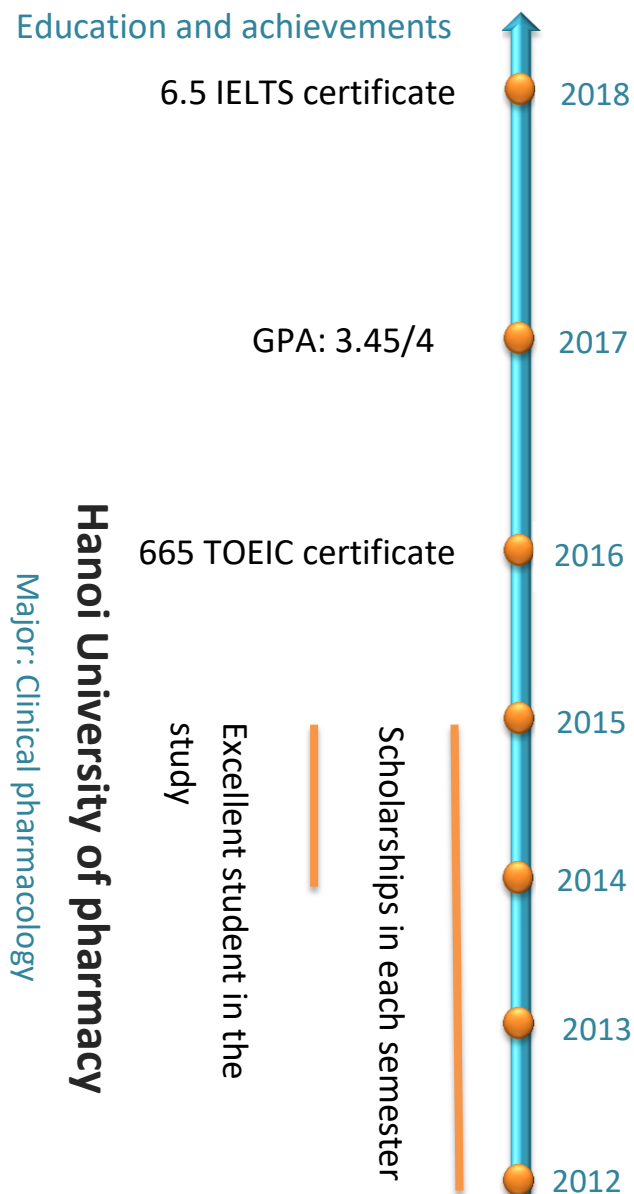 Education and achievements
6.5 IELTS certificate
2018
GPA: 3.45/4
2017
665 TOEIC certificate
2016
Hanoi University of pharmacy
Major: Clinical pharmacology
Excellent student in the
study
Scholarships in each semester
2015
2014
2013
2012